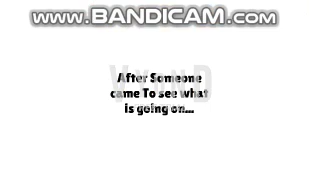 www.BANDICAM.com
After Someone
came To see what
is going on...